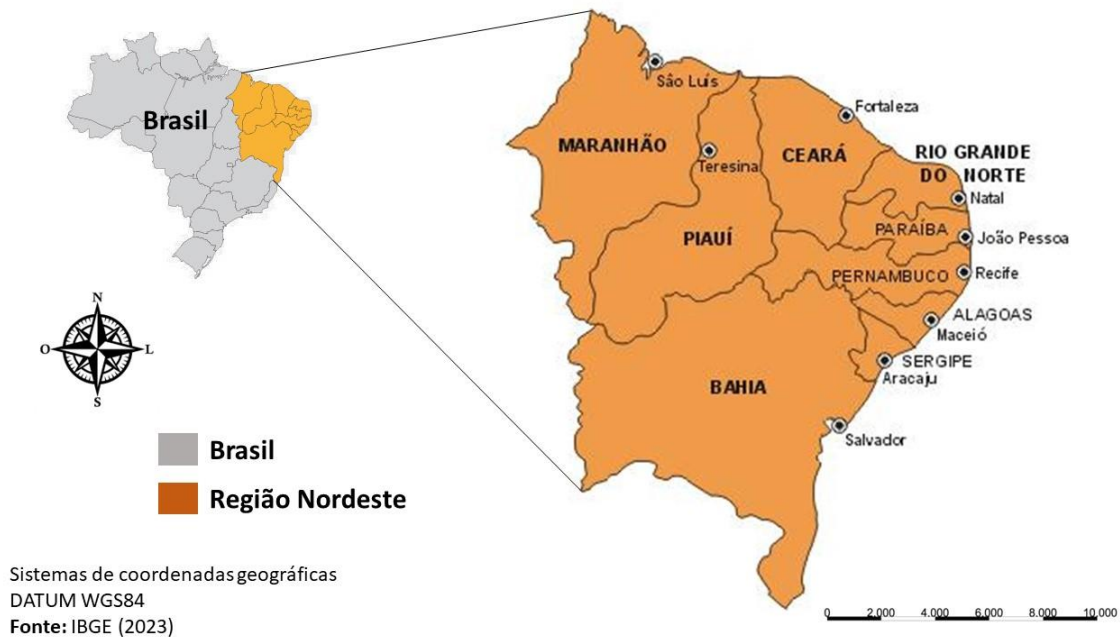 Brasil
N
O
L
S
Brasil
Região Nordeste
Sistemas de coordenadas geográficas
DATUM WGS84
Fonte: IBGE (2023)
São Luís
Fortaleza
MARANHÃO
Teresina
CEARÁ
RIO GRANDE
DO NORTE
Natal
PIAUÍ
PARAÍBA
João Pessoa
PERNAMBUCO
Recife
ALAGOAS
Maceió
SERGIPE
Aracaju
BAHIA
Salvador
0 2.000 4.000 6.000 8.000 10.000